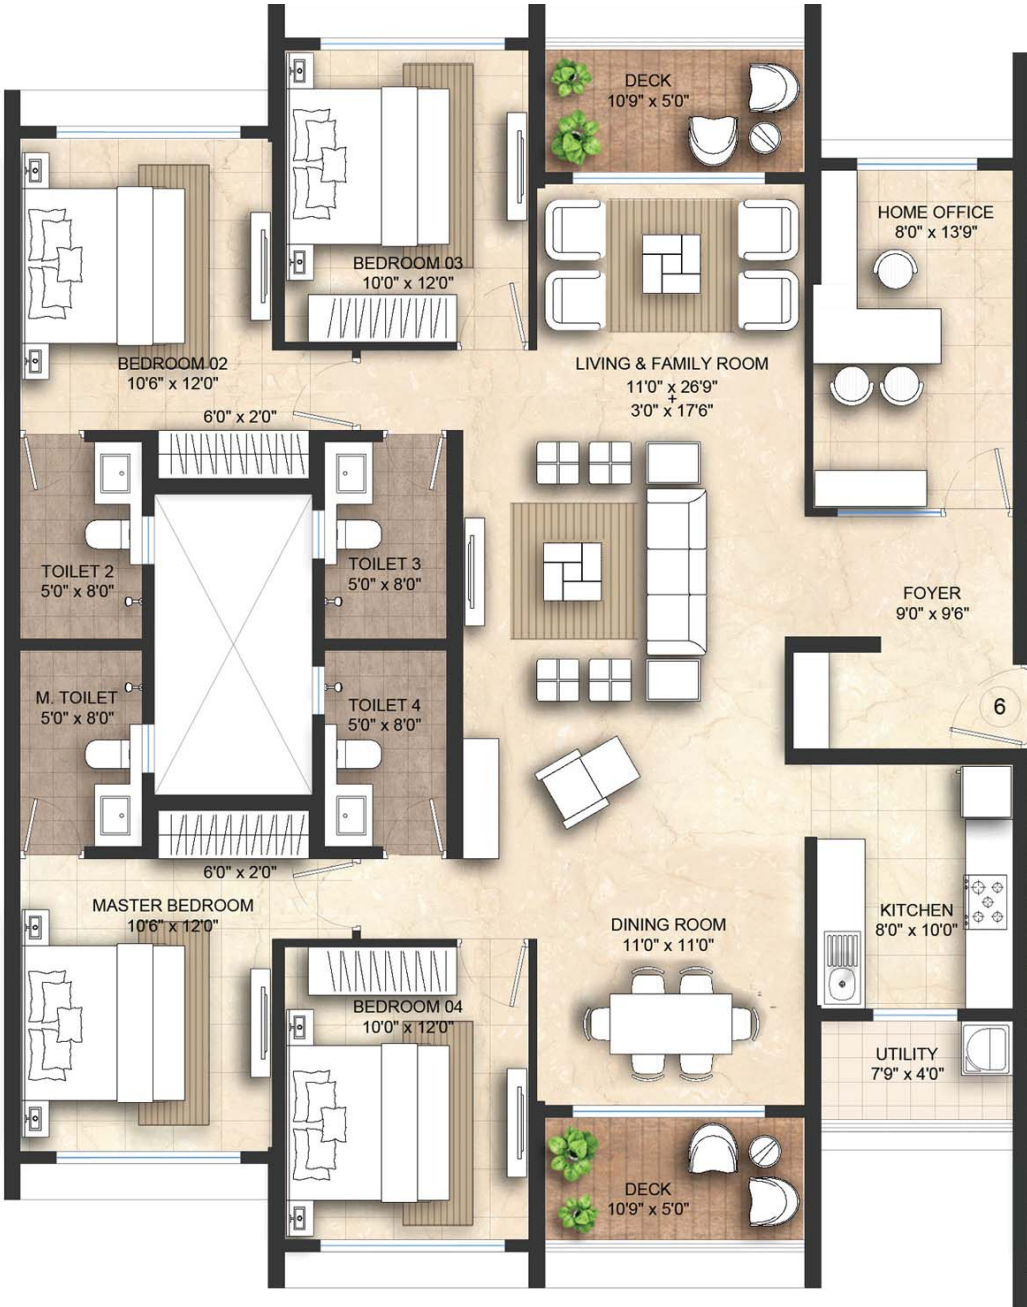 DECK
10'9" x 5'0"
HOME OFFICE
8'0" x 13'9"
BEDROOM 03
10'0" x 12'0"
BEDROOM 02
10'6" x 12'0"
LIVING & FAMILY ROOM
11'0" x 26'9"
+
3'0" x 17'6"
6'0" x 2'0"
TOILET 2
5'0" x 8'0"
TOILET 3
5'0" x 8'0"
FOYER
9'0" x 9'6"
M. TOILET
5'0" x 8'0"
TOILET 4
5'0" x 8'0"
6
6'0" x 2'0"
MASTER BEDROOM
10'6" x 12'0"
DINING ROOM
11'0" x 11'0"
KITCHEN
8'0" x 10'0"
BEDROOM 04
10'0" x 12'0"
UTILITY
7'9" x 4'0"
DECK
10'9" x 5'0"